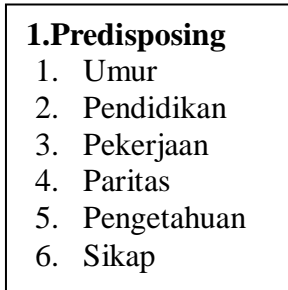 1.Predisposing
1. Umur
2. Pendidikan
3. Pekerjaan
4. Paritas
5. Pengetahuan
6. Sikap